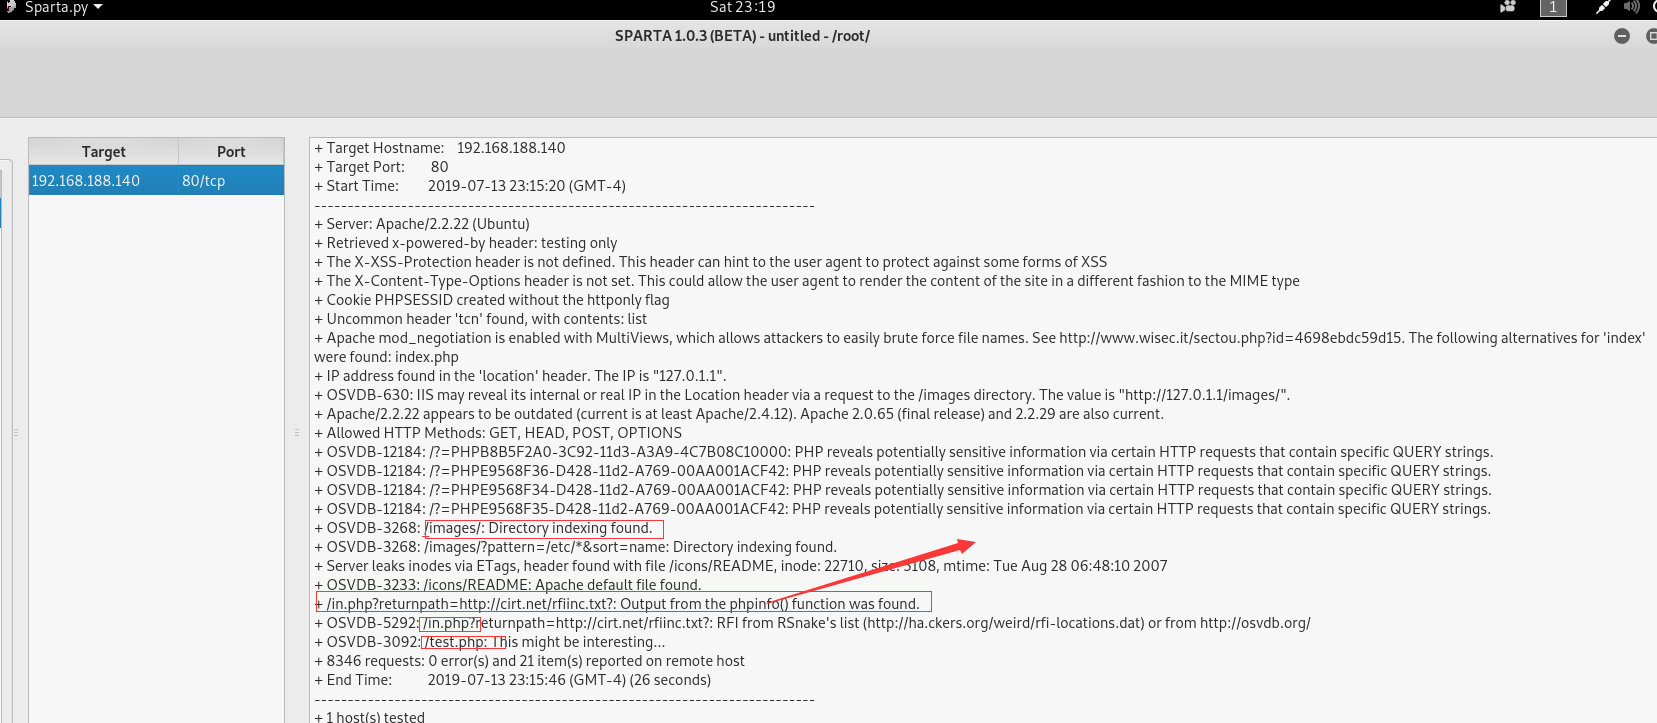 Sparta.py
Sat 23:19
1
SPARTA 1.0.3 (BETA) - untitled - /root/
Target Port
192.168.188.140 80/tcp
+ Target Hostname: 192.168.188.140
+ Target Port: 80
+ Start Time: 2019-07-13 23:15:20 (GMT-4)
---------------------------------------------------------------------------
+ Server: Apache/2.2.22 (Ubuntu)
+ Retrieved x-powered-by header: testing only
+ The X-XSS-Protection header is not defined. This header can hint to the user agent to protect against some forms of XSS
+ The X-Content-Type-Options header is not set. This could allow the user agent to render the content of the site in a different fashion to the MIME type
+ Cookie PHPSESSID created without the httponly flag
+ Uncommon header 'tcn' found, with contents: list
+ Apache mod_negotiation is enabled with MultiViews, which allows attackers to easily brute force file names. See http://www.wisec.it/sectou.php?id=4698ebdc59d15. The following alternatives for 'index'
were found: index.php
+ IP address found in the 'location' header. The IP is "127.0.1.1".
+ OSVDB-630: IIS may reveal its internal or real IP in the Location header via a request to the /images directory. The value is "http://127.0.1.1/images/".
+ Apache/2.2.22 appears to be outdated (current is at least Apache/2.4.12). Apache 2.0.65 (final release) and 2.2.29 are also current.
+ Allowed HTTP Methods: GET, HEAD, POST, OPTIONS
+ OSVDB-12184: /?=PHPB8B5F2A0-3C92-11d3-A3A9-4C7B08C10000: PHP reveals potentially sensitive information via certain HTTP requests that contain specific QUERY strings.
+ OSVDB-12184: /?=PHPE9568F36-D428-11d2-A769-00AA001ACF42: PHP reveals potentially sensitive information via certain HTTP requests that contain specific QUERY strings.
+ OSVDB-12184: /?=PHPE9568F34-D428-11d2-A769-00AA001ACF42: PHP reveals potentially sensitive information via certain HTTP requests that contain specific QUERY strings.
+ OSVDB-12184: /?=PHPE9568F35-D428-11d2-A769-00AA001ACF42: PHP reveals potentially sensitive information via certain HTTP requests that contain specific QUERY strings.
+ OSVDB-3268: /images/: Directory indexing found.
+ OSVDB-3268: /images/?pattern=/etc/*&sort=name: Directory indexing found.
+ Server leaks inodes via ETags, header found with file /icons/README, inode: 22710, size: 5108, mtime: Tue Aug 28 06:48:10 2007
+ OSVDB-3233: /icons/README: Apache default file found.
+ /in.php?returnpath=http://cirt.net/rfiinc.txt?: Output from the phpinfo() function was found.
+ OSVDB-5292: /in.php?returnpath=http://cirt.net/rfiinc.txt?: RFI from RSnake's list (http://ha.ckers.org/weird/rfi-locations.dat) or from http://osvdb.org/
+ OSVDB-3092: /test.php: This might be interesting...
+ 8346 requests: 0 error(s) and 21 item(s) reported on remote host
+ End Time: 2019-07-13 23:15:46 (GMT-4) (26 seconds)
---------------------------------------------------------------------------
+ 1 host(s) tested